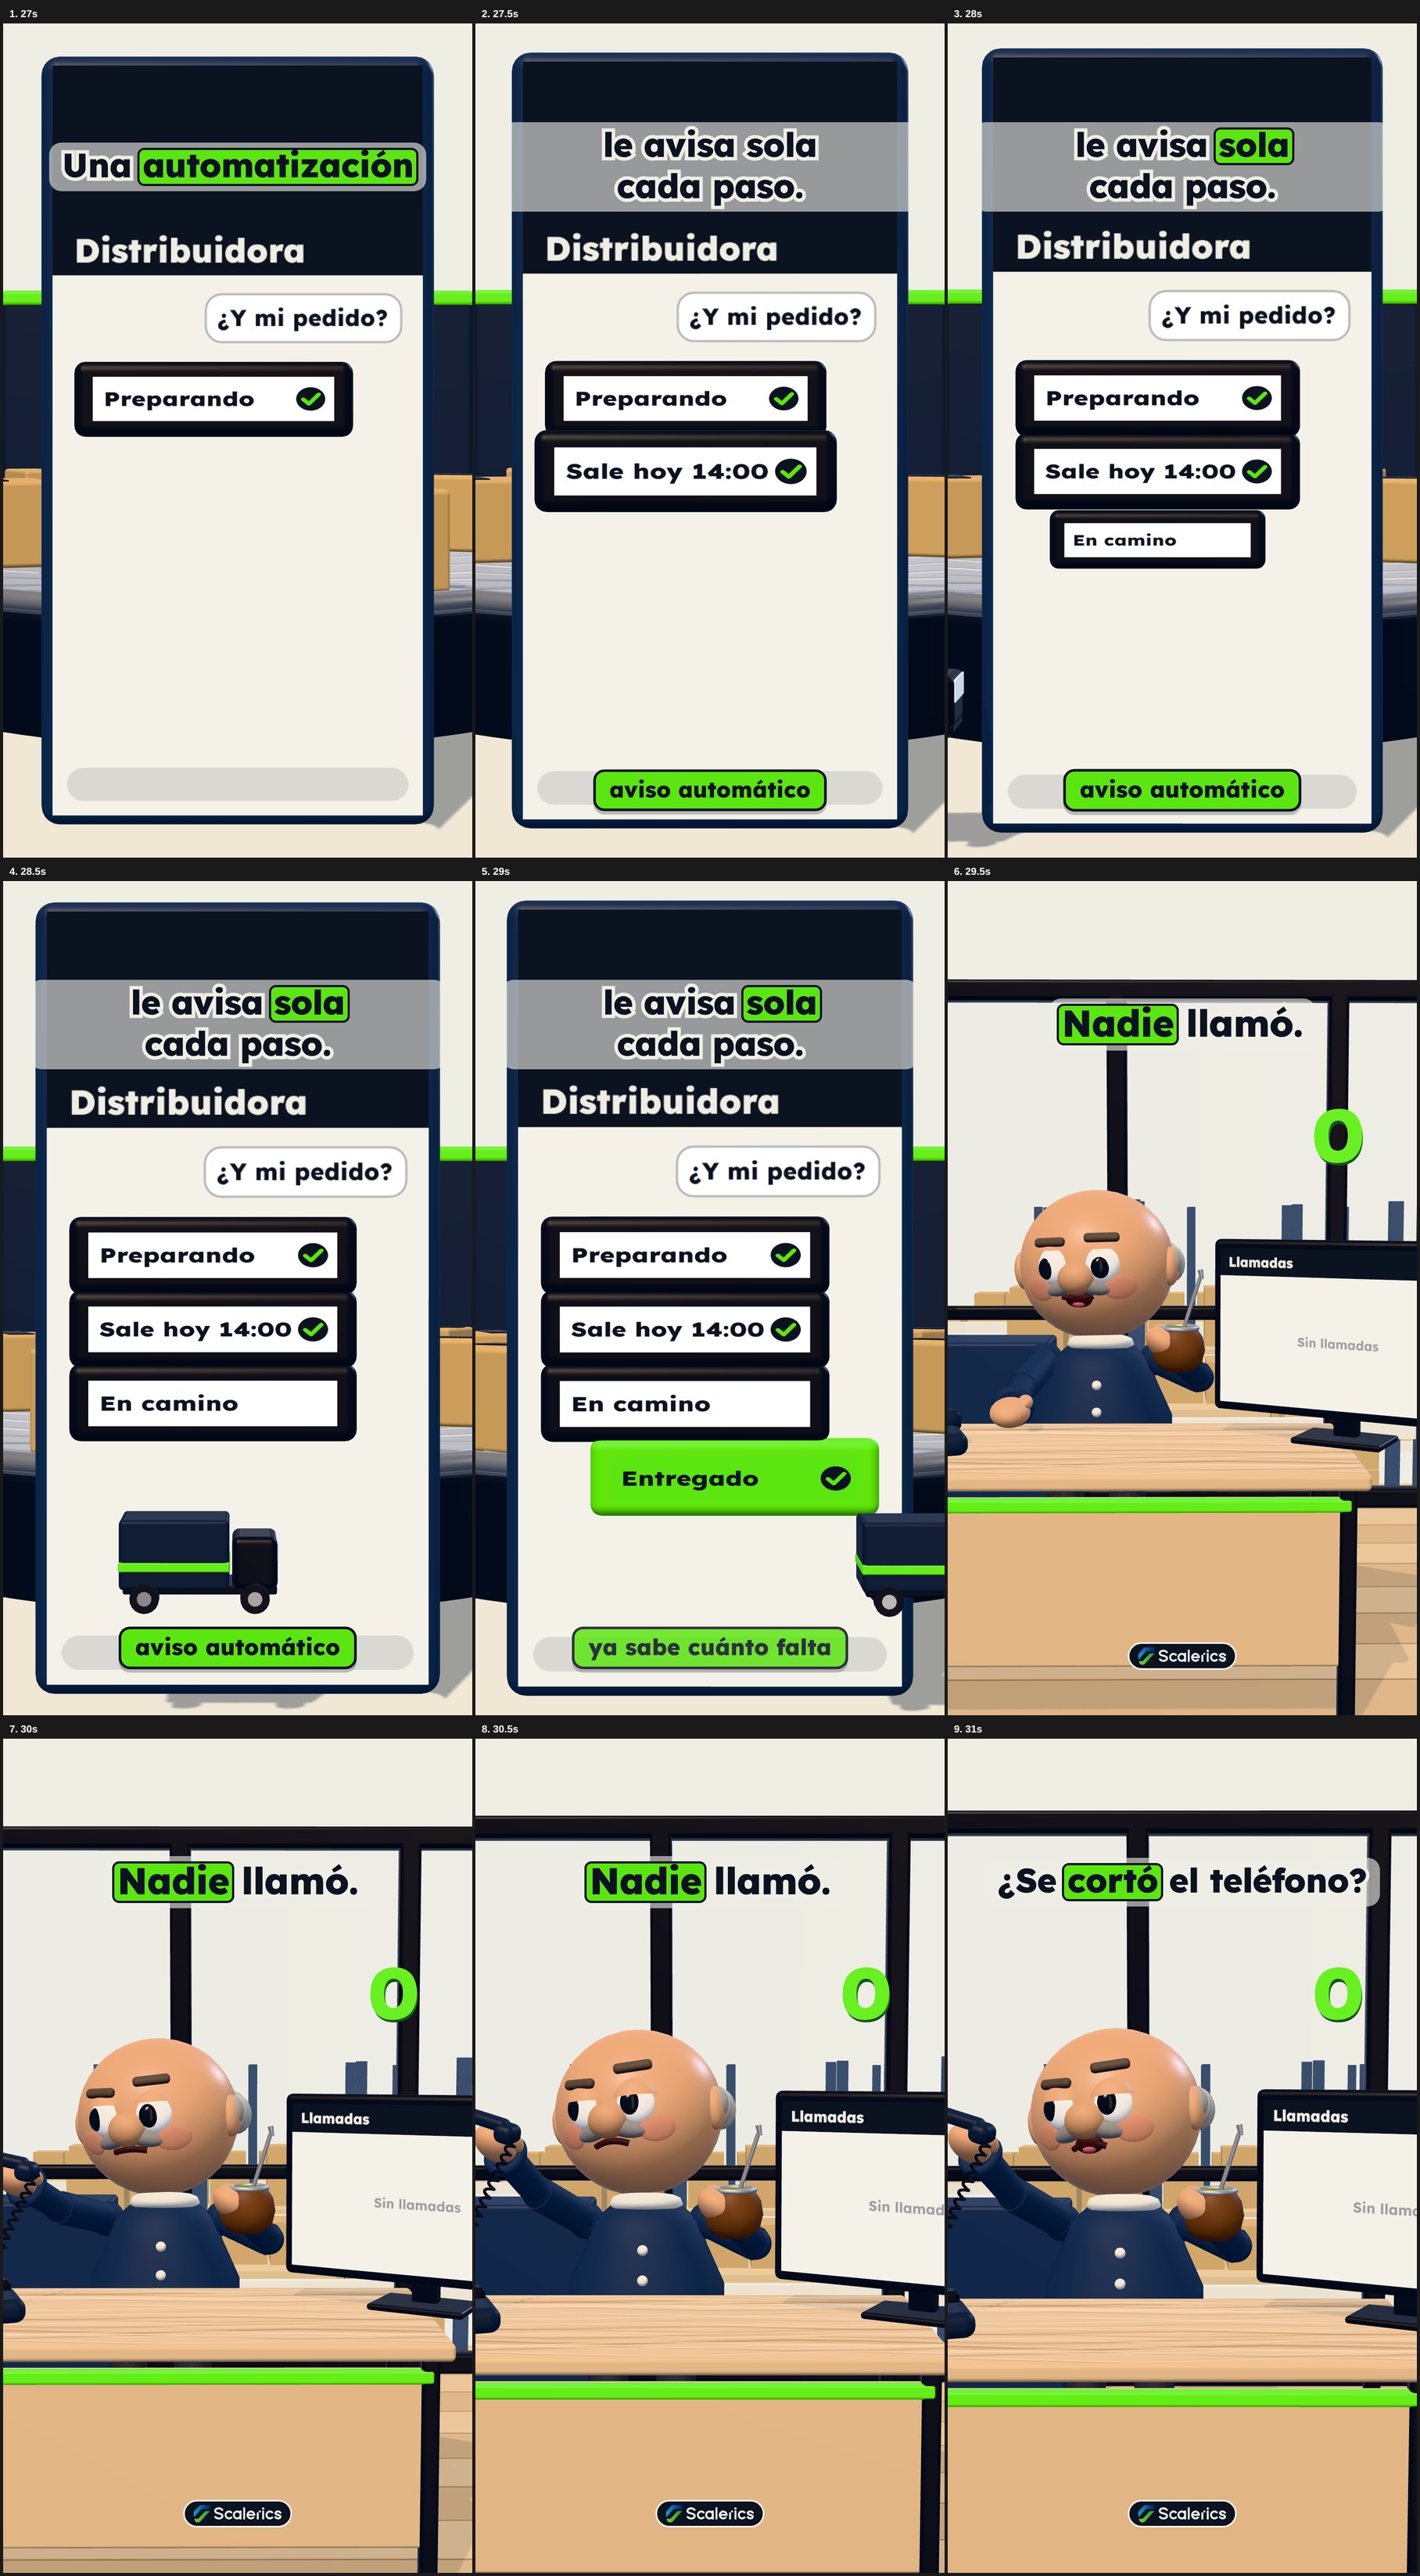 1. 27s
Una automatización
Distribuidora
¿Y mi pedido?
Preparando
2. 27.5s
le avisa sola
cada paso.
Distribuidora
¿Y mi pedido?
Preparando
Sale hoy 14:00
aviso automático
3. 28s
le avisa sola
cada paso.
Distribuidora
¿Y mi pedido?
Preparando
Sale hoy 14:00
En camino
aviso automático
4. 28.5s
le avisa sola
cada paso.
Distribuidora
¿Y mi pedido?
Preparando
Sale hoy 14:00
En camino
aviso automático
5. 29s
le avisa sola
cada paso.
Distribuidora
¿Y mi pedido?
Preparando
Sale hoy 14:00
En camino
Entregado
ya sabe cuánto falta
6. 29.5s
Nadie llamó.
0
Llamadas
Sin llamadas
Scalerics
7. 30s
Nadie llamó.
0
Llamadas
Sin llamadas
Scalerics
8. 30.5s
Nadie llamó.
0
Llamadas
Sin llamad
Scalerics
9. 31s
¿Se cortó el teléfono?
0
Llamadas
Sin llam
Scalerics